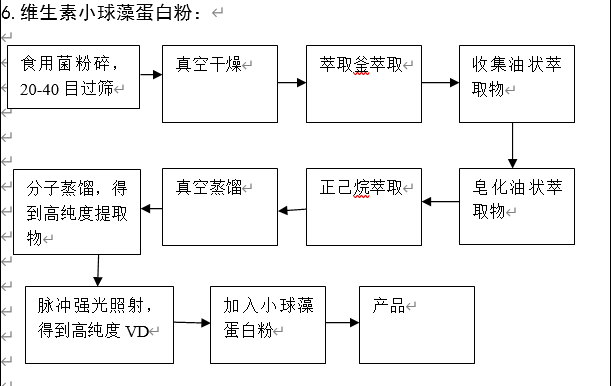 6. 维生素小球藻蛋白粉：
食用菌粉碎，
20-40 目过筛
真空干燥
萃取釜萃取
收集油状萃
取物
皂化油状萃
取物
正己烷萃取
真空蒸馏
分子蒸馏，得
到高纯度提取
物
脉冲强光照射，
得到高纯度 VD
加入小球藻
蛋白粉
产品